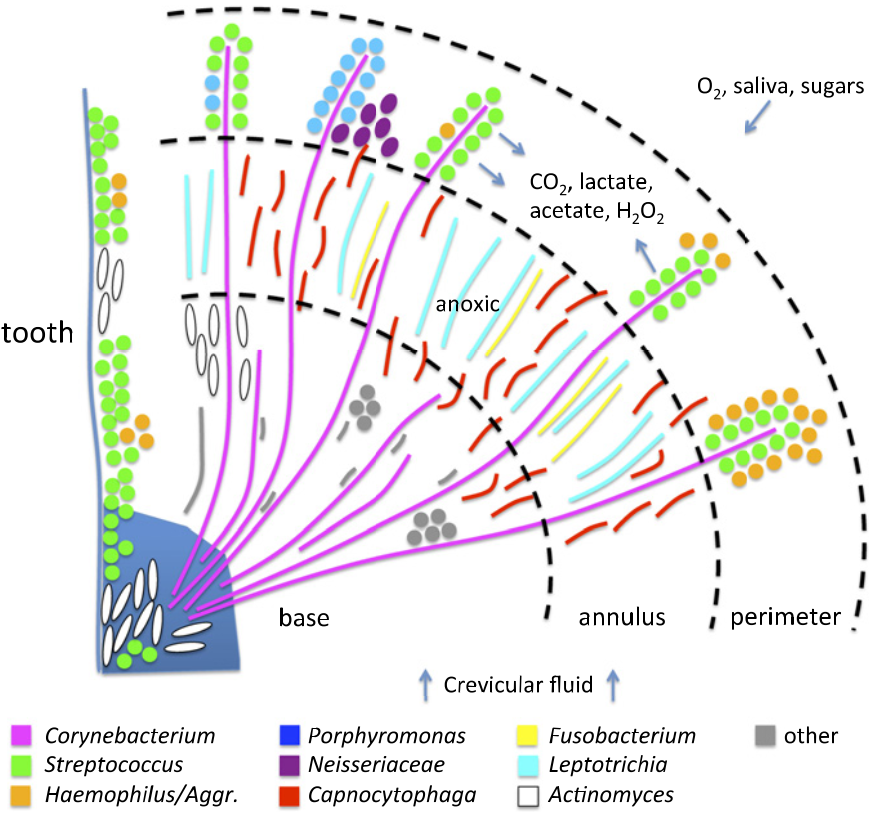 O2, saliva, sugars
CO2, lactate,
acetate, H2O2
tooth
anoxic
base
annulus
perimeter
Crevicular fluid
Corynebacterium
Streptococcus
Haemophilus/Aggr.
Porphyromonas
Neisseriaceae
Capnocytophaga
Fusobacterium
Leptotrichia
Actinomyces
other